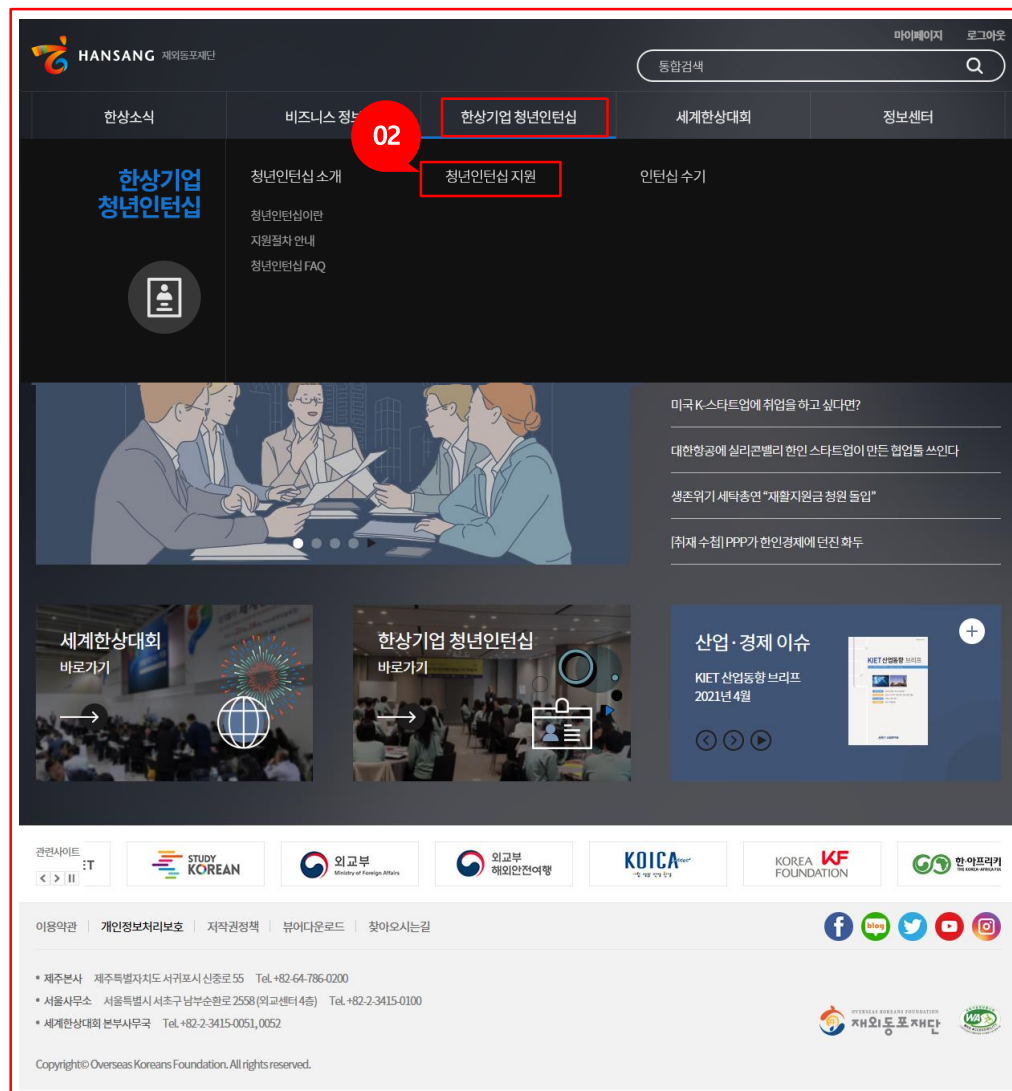 마이페이지 로그아웃
HANSANG 재외동포재단
통합검색
한상소식 비즈니스 정보 한상기업 청년인턴십 세계한상대회 정보센터
02
한상기업
청년인턴십
청년인턴십 소개 청년인턴십 지원 인턴십 수기
청년인턴십이란
지원절차 안내
청년인턴십 FAQ
미국 K-스타트업에 취업을 하고 싶다면?
대한항공에 실리콘밸리 한인 스타트업이 만든 협업툴 쓰인다
생존위기 세탁총연 “재활지원금 청원 돌입”
[취재 수첩] PPP가 한인경제에 던진 화두
세계한상대회
바로가기
한상기업 청년인턴십
바로가기
산업·경제 이슈
KIET 산업동향 브리프
2021년 4월
KIET 산업동향 브리프
관련사이트
ET
STUDY
KOREAN
외교부
Ministry of Foreign Affairs
외교부
해외안전여행
KOICA
KOREA KF
FOUNDATION
한·아프리카
이용약관 개인정보처리보호 저작권정책 뷰어다운로드 찾아오시는길
blog
제주본사 제주특별자치도 서귀포시 신중로 55 Tel. +82-64-786-0200
서울사무소 서울특별시 서초구 남부순환로 2558 (외교센터 4층) Tel. +82-2-3415-0100
세계한상대회 본부사무국 Tel. +82-2-3415-0051, 0052
OVERSEAS KOREANS FOUNDATION
재외동포재단
WA
Copyright© Overseas Koreans Foundation. All rights reserved.